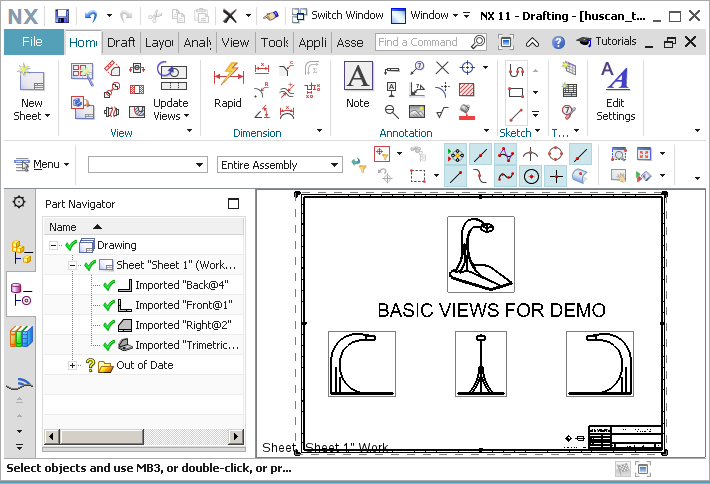 NX Switch Window Window NX 11 - Drafting - [huscan_t...
File Home Draft Layou Analy View Tools Appli Asse Find a Command Tutorials
New Sheet
Update Views
Rapid
Note
Edit Settings
View Dimension Annotation Sketch T...
Menu Entire Assembly
Part Navigator
Name
Drawing
Sheet "Sheet 1" (Work...
Imported "Back@4"
Imported "Front@1"
Imported "Right@2"
Imported "Trimetric...
Out of Date
BASIC VIEWS FOR DEMO
Sheet "Sheet 1" Work
Select objects and use MB3, or double-click, or pr...